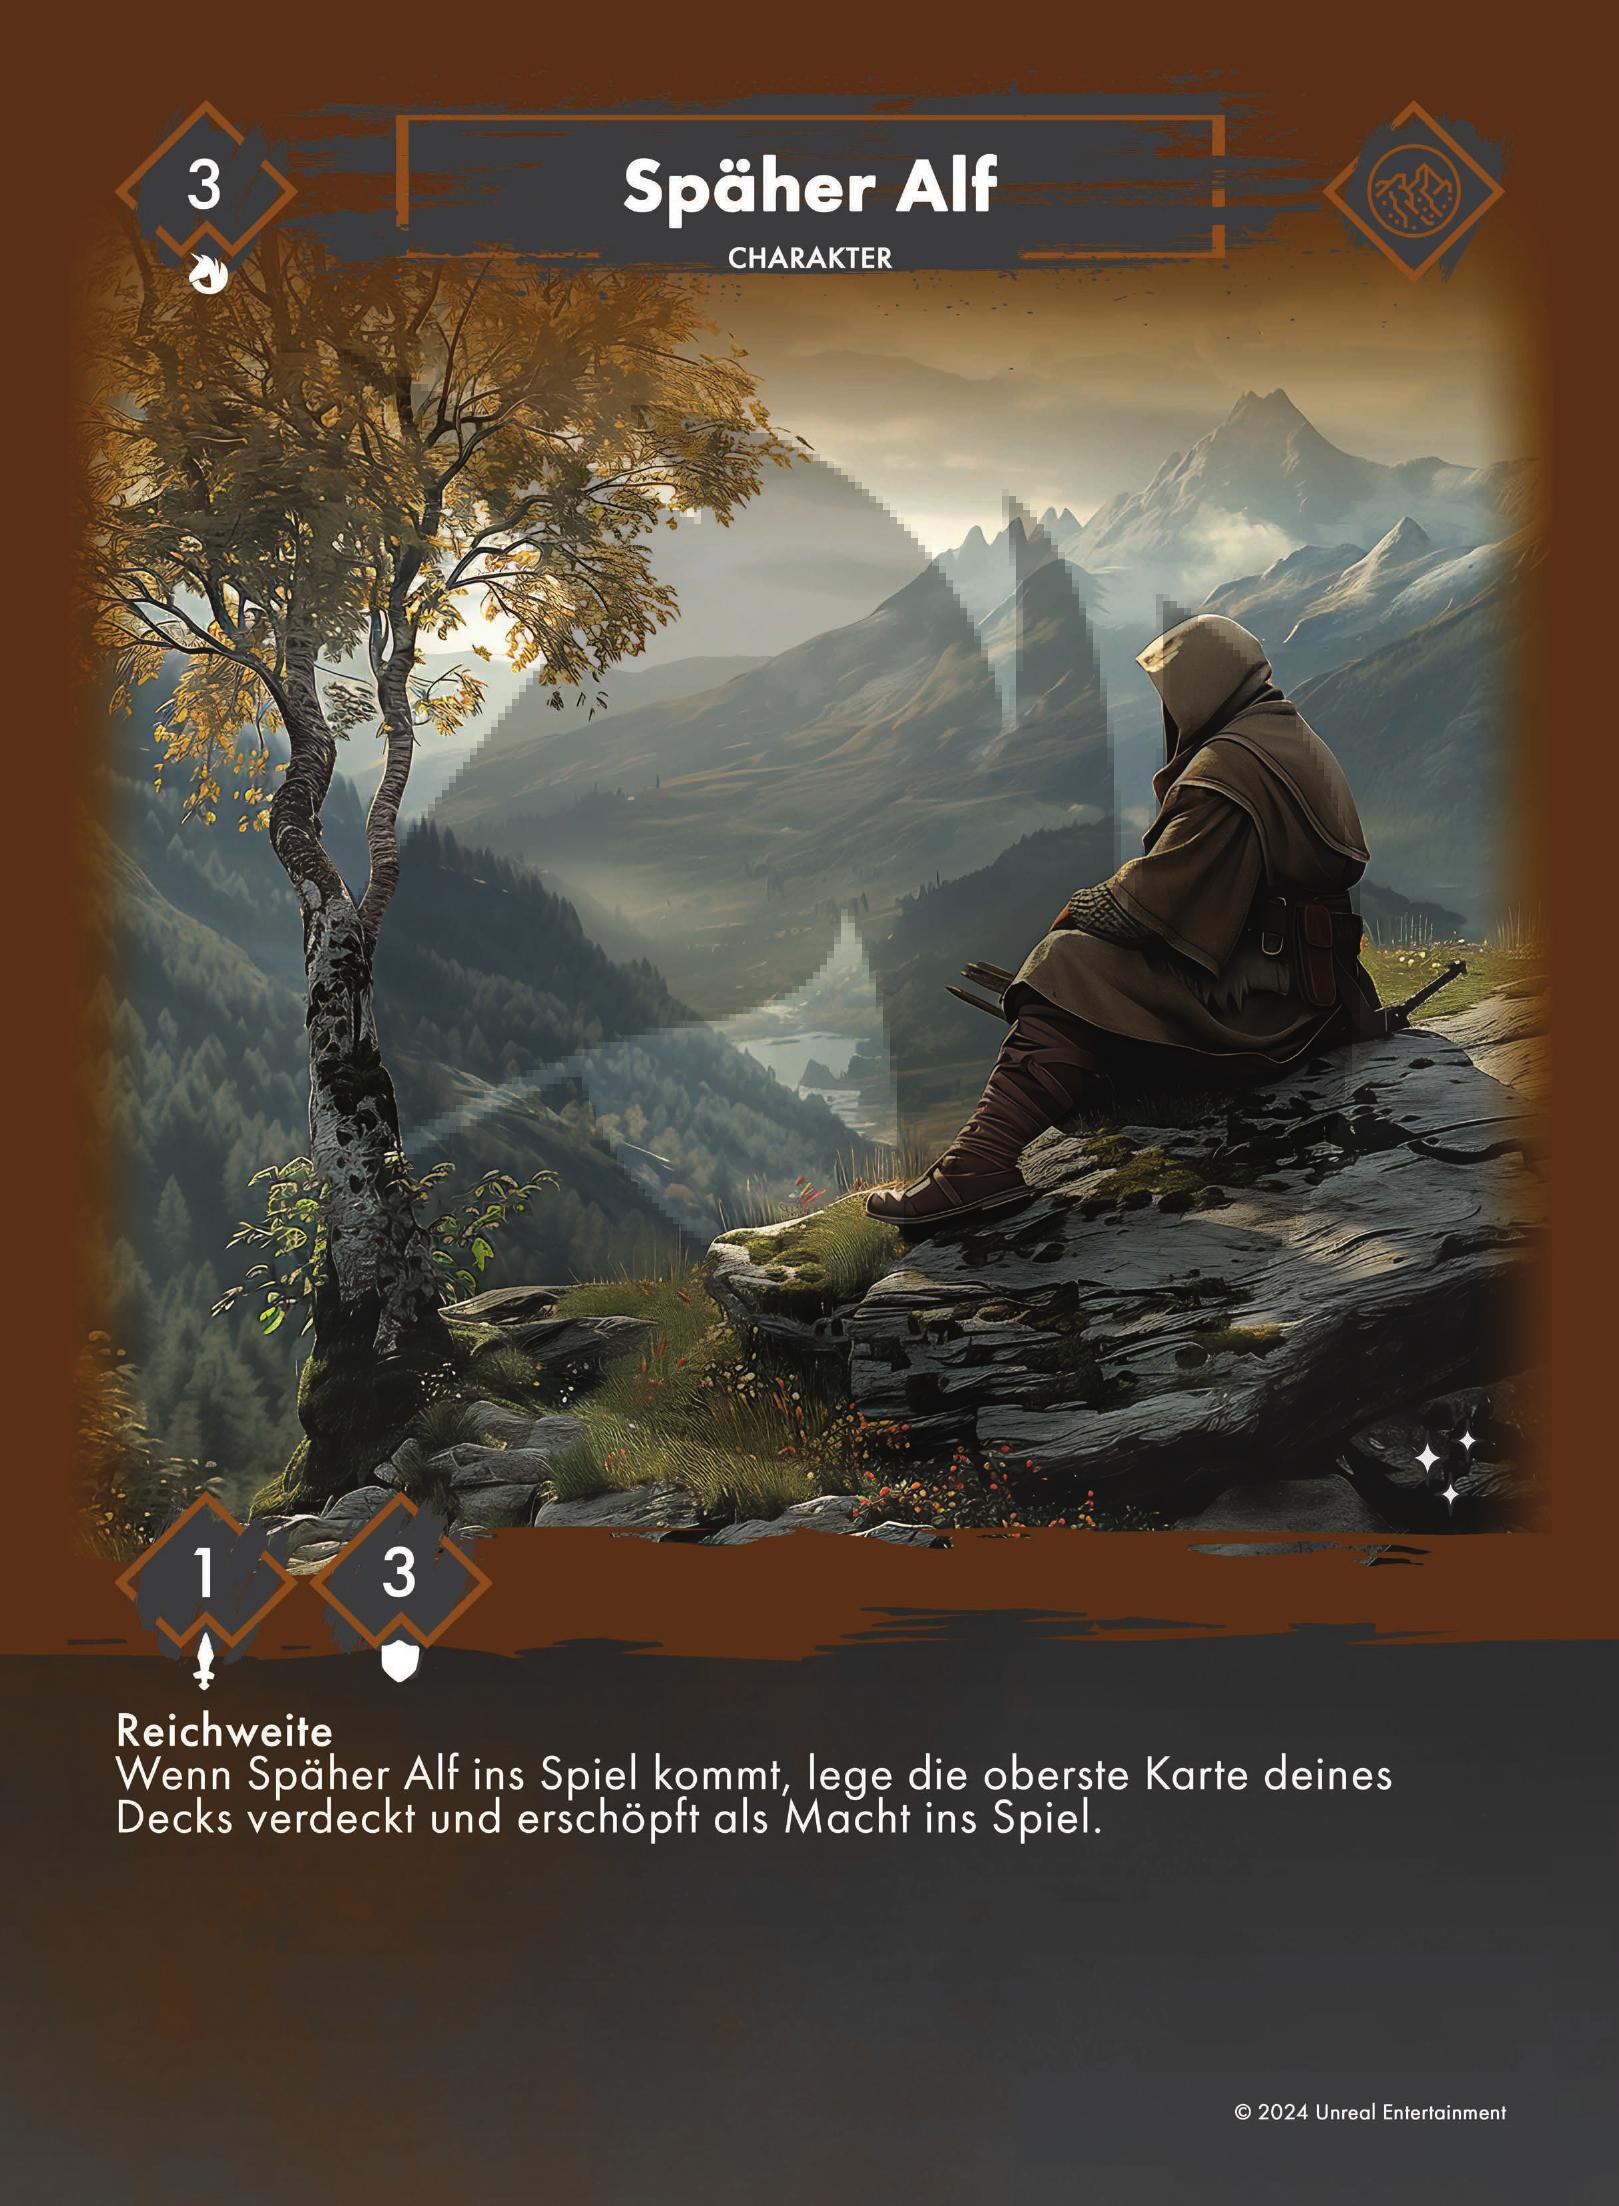 3
Späher Alf
CHARAKTER
1
3
Reichweite
Wenn Späher Alf ins Spiel kommt, lege die oberste Karte deines
Decks verdeckt und erschöpft als Macht ins Spiel.
© 2024 Unreal Entertainment